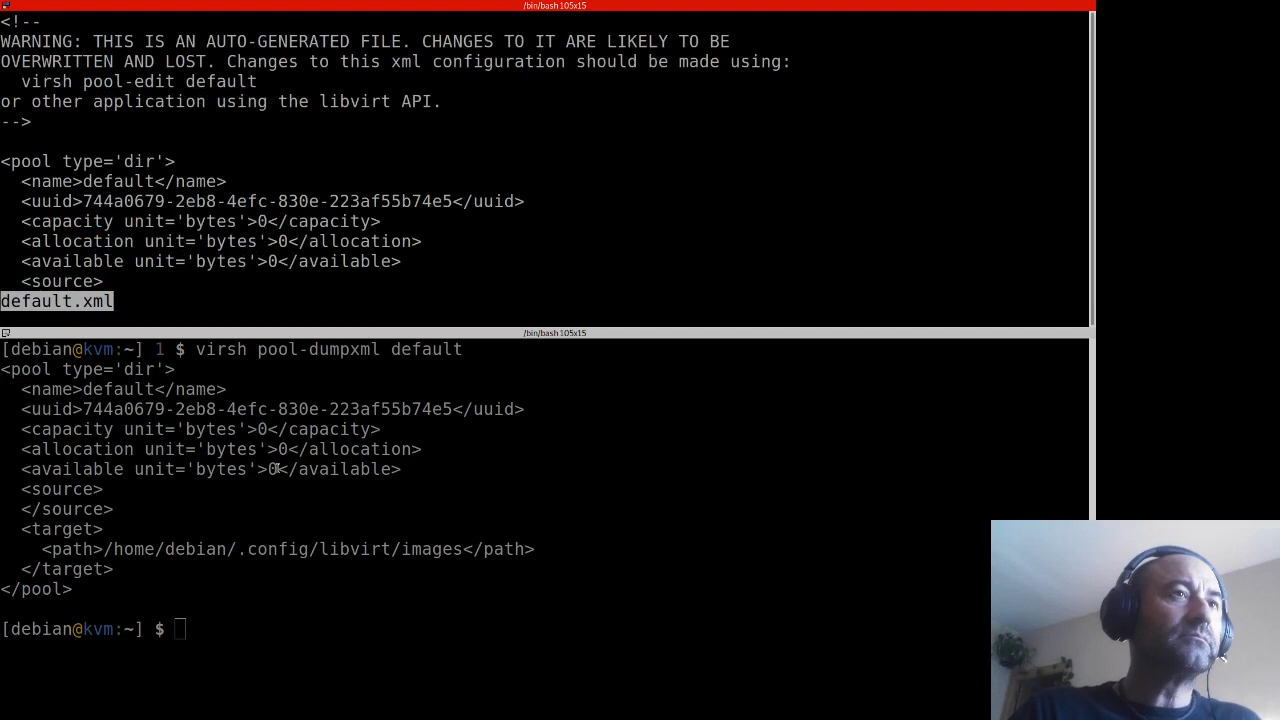 /bin/bash 105x15
<!--
WARNING: THIS IS AN AUTO-GENERATED FILE. CHANGES TO IT ARE LIKELY TO BE
OVERWRITTEN AND LOST. Changes to this xml configuration should be made using:
  virsh pool-edit default
or other application using the libvirt API.
-->
<pool type='dir'>
  <name>default</name>
  <uuid>744a0679-2eb8-4efc-830e-223af55b74e5</uuid>
  <capacity unit='bytes'>0</capacity>
  <allocation unit='bytes'>0</allocation>
  <available unit='bytes'>0</available>
  <source>
default.xml
/bin/bash 105x15
[debian@kvm:~] 1 $ virsh pool-dumpxml default
<pool type='dir'>
  <name>default</name>
  <uuid>744a0679-2eb8-4efc-830e-223af55b74e5</uuid>
  <capacity unit='bytes'>0</capacity>
  <allocation unit='bytes'>0</allocation>
  <available unit='bytes'>0</available>
  <source>
  </source>
  <target>
    <path>/home/debian/.config/libvirt/images</path>
  </target>
</pool>
[debian@kvm:~] $